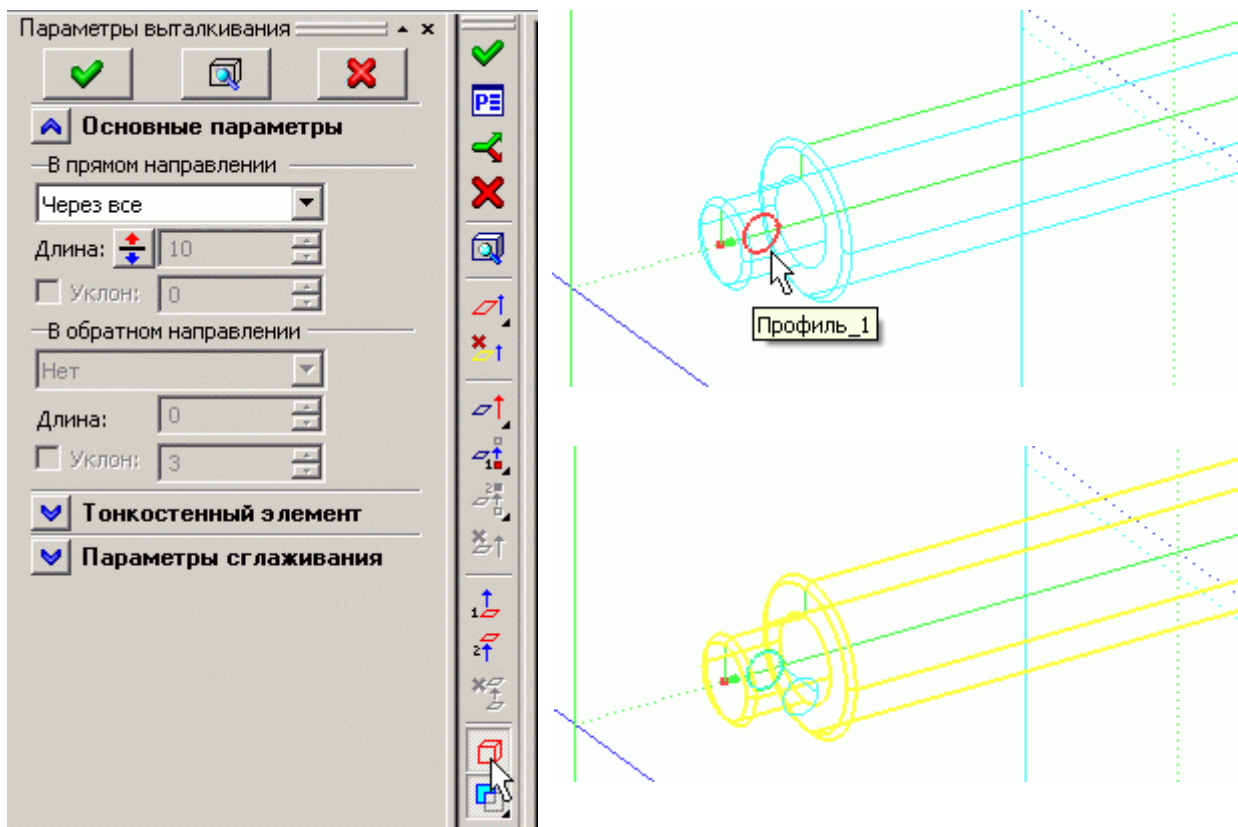 Параметры выталкивания
Основные параметры
В прямом направлении
Через все
Длина: 10
Уклон: 0
В обратном направлении
Нет
Длина: 0
Уклон: 3
Тонкостенный элемент
Параметры сглаживания
Профиль_1